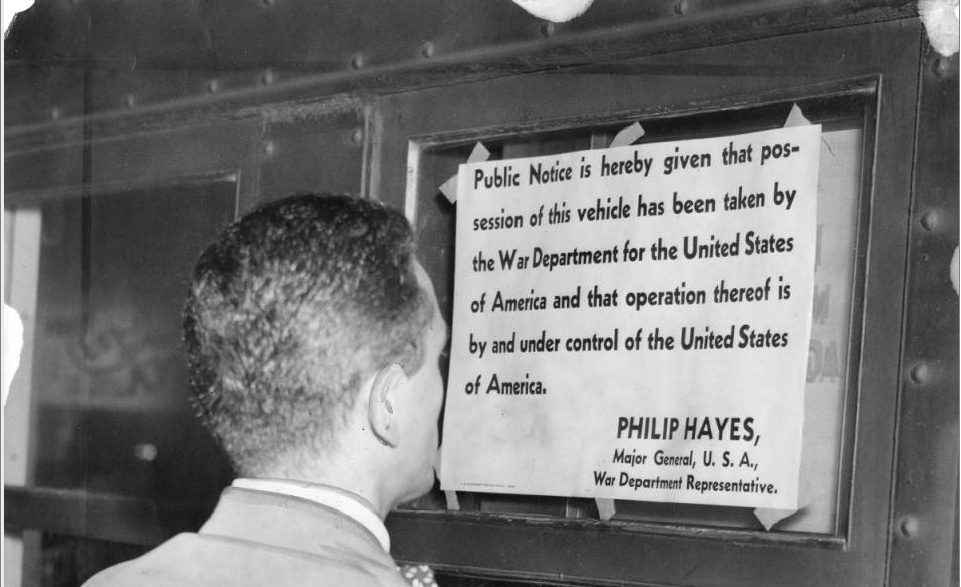 Public Notice is hereby given that pos-
session of this vehicle has been taken by
the War Department for the United States
of America and that operation thereof is
by and under control of the United States
of America.
PHILIP HAYES,
Major General, U. S. A.,
War Department Representative.